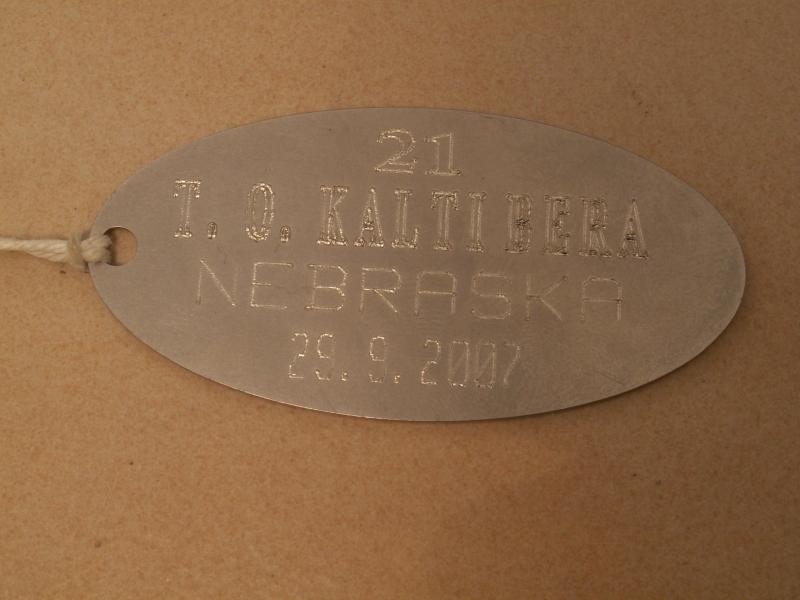 21
T. O. KALTIBERA
NEBRASKA
29.9.2007